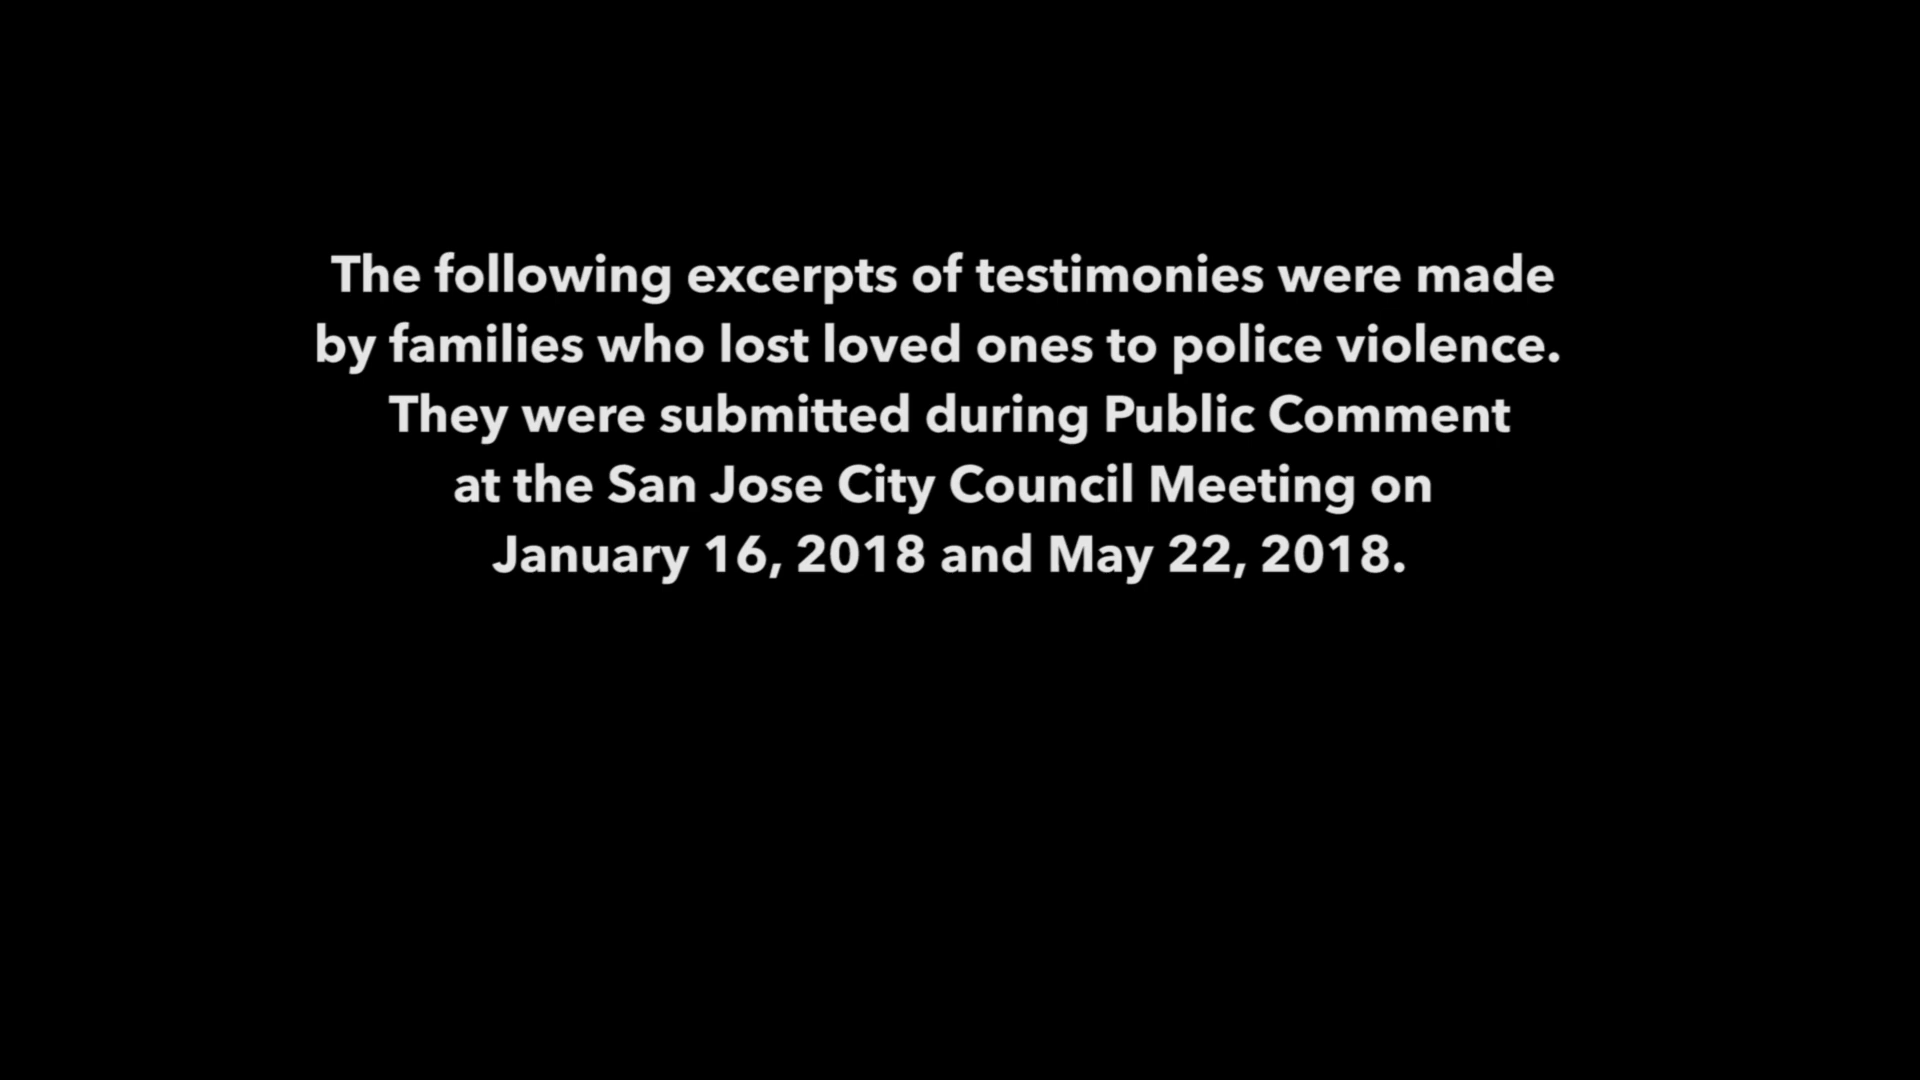 The following excerpts of testimonies were made
by families who lost loved ones to police violence.
They were submitted during Public Comment
at the San Jose City Council Meeting on
January 16, 2018 and May 22, 2018.